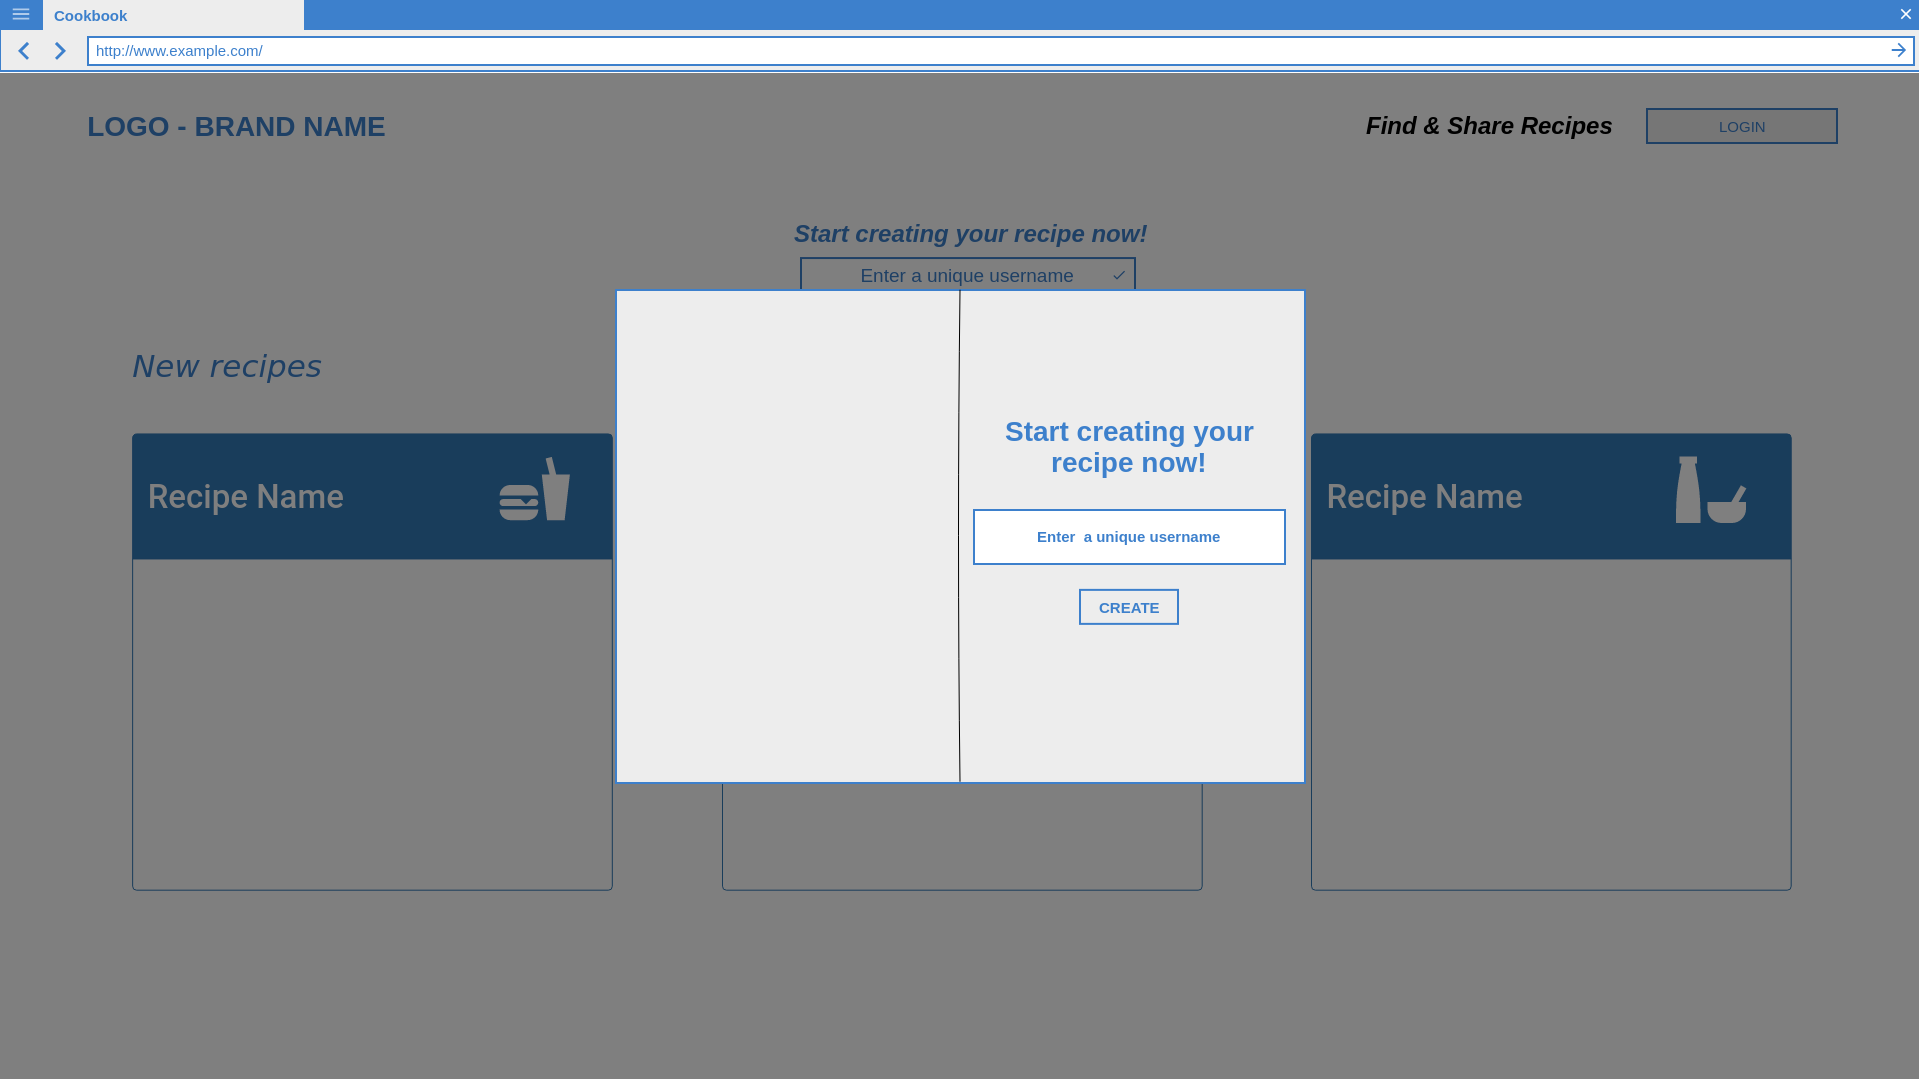 Cookbook
http://www.example.com/
LOGO - BRAND NAME
Find & Share Recipes
LOGIN
Start creating your recipe now!
Enter a unique username
New recipes
Recipe Name
Start creating your
recipe now!
Enter  a unique username
CREATE
Recipe Name